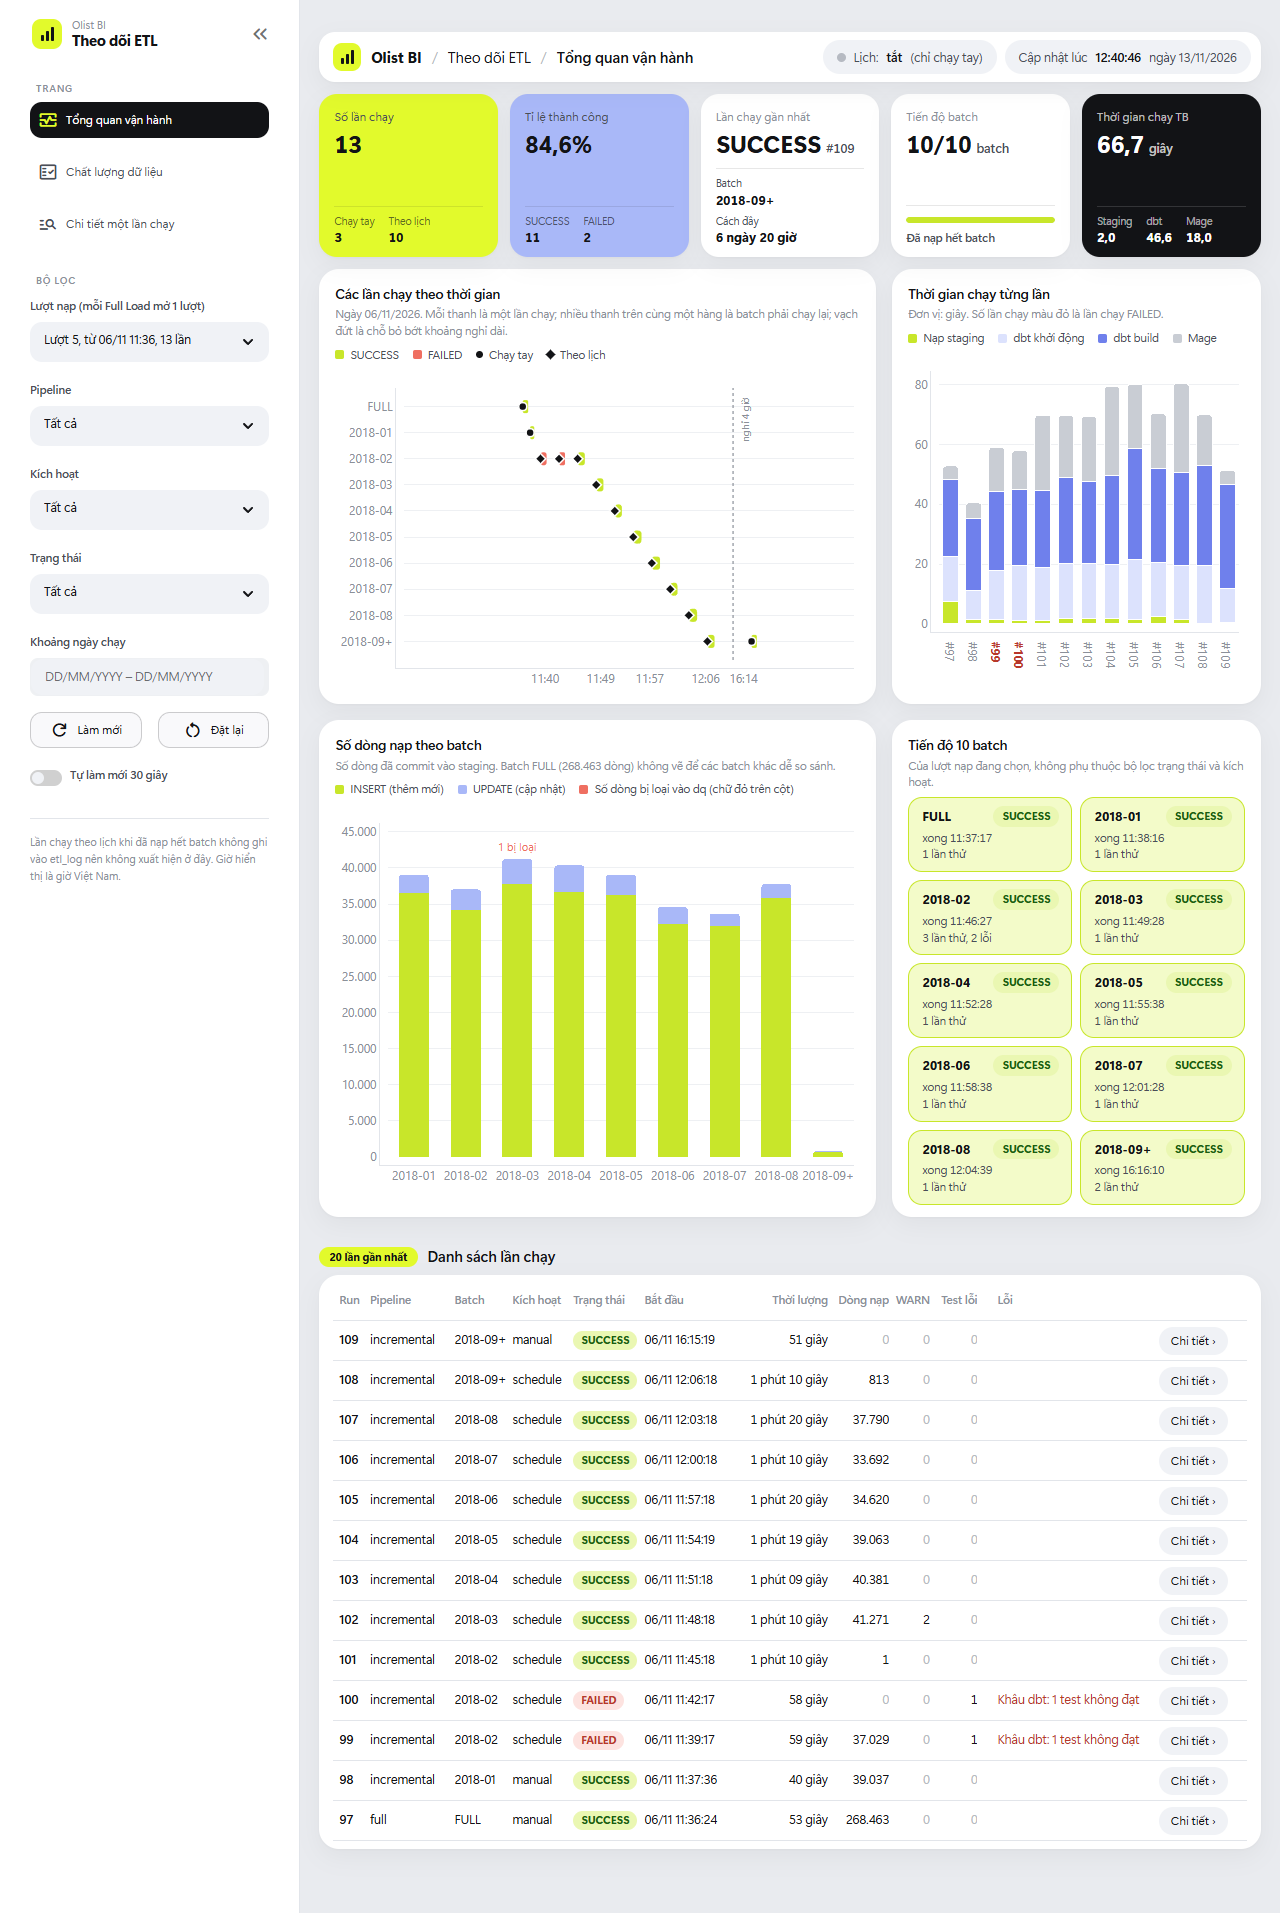 Olist BI
Theo dõi ETL
TRANG
Tổng quan vận hành
Chất lượng dữ liệu
Chi tiết một lần chạy
BỘ LỌC
Lượt nạp (mỗi Full Load mở 1 lượt)
Lượt 5, từ 06/11 11:36, 13 lần
Pipeline
Tất cả
Kích hoạt
Tất cả
Trạng thái
Tất cả
Khoảng ngày chạy
DD/MM/YYYY – DD/MM/YYYY
Làm mới
Đặt lại
Tự làm mới 30 giây
Lần chạy theo lịch khi đã nạp hết batch không ghi
vào etl_log nên không xuất hiện ở đây. Giờ hiển
thị là giờ Việt Nam.
Olist BI / Theo dõi ETL / Tổng quan vận hành
Lịch: tắt (chỉ chạy tay)
Cập nhật lúc 12:40:46 ngày 13/11/2026
Số lần chạy
13
Chạy tay Theo lịch
3 10
Tỉ lệ thành công
84,6%
SUCCESS FAILED
11 2
Lần chạy gần nhất
SUCCESS #109
Batch
2018-09+
Cách đây
6 ngày 20 giờ
Tiến độ batch
10/10 batch
Đã nạp hết batch
Thời gian chạy TB
66,7 giây
Staging dbt Mage
2,0 46,6 18,0
Các lần chạy theo thời gian
Ngày 06/11/2026. Mỗi thanh là một lần chạy; nhiều thanh trên cùng một hàng là batch phải chạy lại; vạch
đứt là chỗ bỏ bớt khoảng nghỉ dài.
SUCCESS FAILED Chạy tay Theo lịch
FULL
2018-01
2018-02
2018-03
2018-04
2018-05
2018-06
2018-07
2018-08
2018-09+
nghỉ 4 giờ
11:40 11:49 11:57 12:06 16:14
Thời gian chạy từng lần
Đơn vị: giây. Số lần chạy màu đỏ là lần chạy FAILED.
Nạp staging dbt khởi động dbt build Mage
80
60
40
20
0
#97 #98 #99 #100 #101 #102 #103 #104 #105 #106 #107 #108 #109
Số dòng nạp theo batch
Số dòng đã commit vào staging. Batch FULL (268.463 dòng) không vẽ để các batch khác dễ so sánh.
INSERT (thêm mới) UPDATE (cập nhật) Số dòng bị loại vào dq (chữ đỏ trên cột)
45.000
40.000
35.000
30.000
25.000
20.000
15.000
10.000
5.000
0
1 bị loại
2018-01 2018-02 2018-03 2018-04 2018-05 2018-06 2018-07 2018-08 2018-09+
Tiến độ 10 batch
Của lượt nạp đang chọn, không phụ thuộc bộ lọc trạng thái và kích
hoạt.
FULL SUCCESS
xong 11:37:17
1 lần thử
2018-01 SUCCESS
xong 11:38:16
1 lần thử
2018-02 SUCCESS
xong 11:46:27
3 lần thử, 2 lỗi
2018-03 SUCCESS
xong 11:49:28
1 lần thử
2018-04 SUCCESS
xong 11:52:28
1 lần thử
2018-05 SUCCESS
xong 11:55:38
1 lần thử
2018-06 SUCCESS
xong 11:58:38
1 lần thử
2018-07 SUCCESS
xong 12:01:28
1 lần thử
2018-08 SUCCESS
xong 12:04:39
1 lần thử
2018-09+ SUCCESS
xong 16:16:10
2 lần thử
20 lần gần nhất Danh sách lần chạy
Run Pipeline Batch Kích hoạt Trạng thái Bắt đầu Thời lượng Dòng nạp WARN Test lỗi Lỗi
109 incremental 2018-09+ manual SUCCESS 06/11 16:15:19 51 giây 0 0 0 Chi tiết ›
108 incremental 2018-09+ schedule SUCCESS 06/11 12:06:18 1 phút 10 giây 813 0 0 Chi tiết ›
107 incremental 2018-08 schedule SUCCESS 06/11 12:03:18 1 phút 20 giây 37.790 0 0 Chi tiết ›
106 incremental 2018-07 schedule SUCCESS 06/11 12:00:18 1 phút 10 giây 33.692 0 0 Chi tiết ›
105 incremental 2018-06 schedule SUCCESS 06/11 11:57:18 1 phút 20 giây 34.620 0 0 Chi tiết ›
104 incremental 2018-05 schedule SUCCESS 06/11 11:54:19 1 phút 19 giây 39.063 0 0 Chi tiết ›
103 incremental 2018-04 schedule SUCCESS 06/11 11:51:18 1 phút 09 giây 40.381 0 0 Chi tiết ›
102 incremental 2018-03 schedule SUCCESS 06/11 11:48:18 1 phút 10 giây 41.271 2 0 Chi tiết ›
101 incremental 2018-02 schedule SUCCESS 06/11 11:45:18 1 phút 10 giây 1 0 0 Chi tiết ›
100 incremental 2018-02 schedule FAILED 06/11 11:42:17 58 giây 0 0 1 Khâu dbt: 1 test không đạt Chi tiết ›
99 incremental 2018-02 schedule FAILED 06/11 11:39:17 59 giây 37.029 0 1 Khâu dbt: 1 test không đạt Chi tiết ›
98 incremental 2018-01 manual SUCCESS 06/11 11:37:36 40 giây 39.037 0 0 Chi tiết ›
97 full FULL manual SUCCESS 06/11 11:36:24 53 giây 268.463 0 0 Chi tiết ›